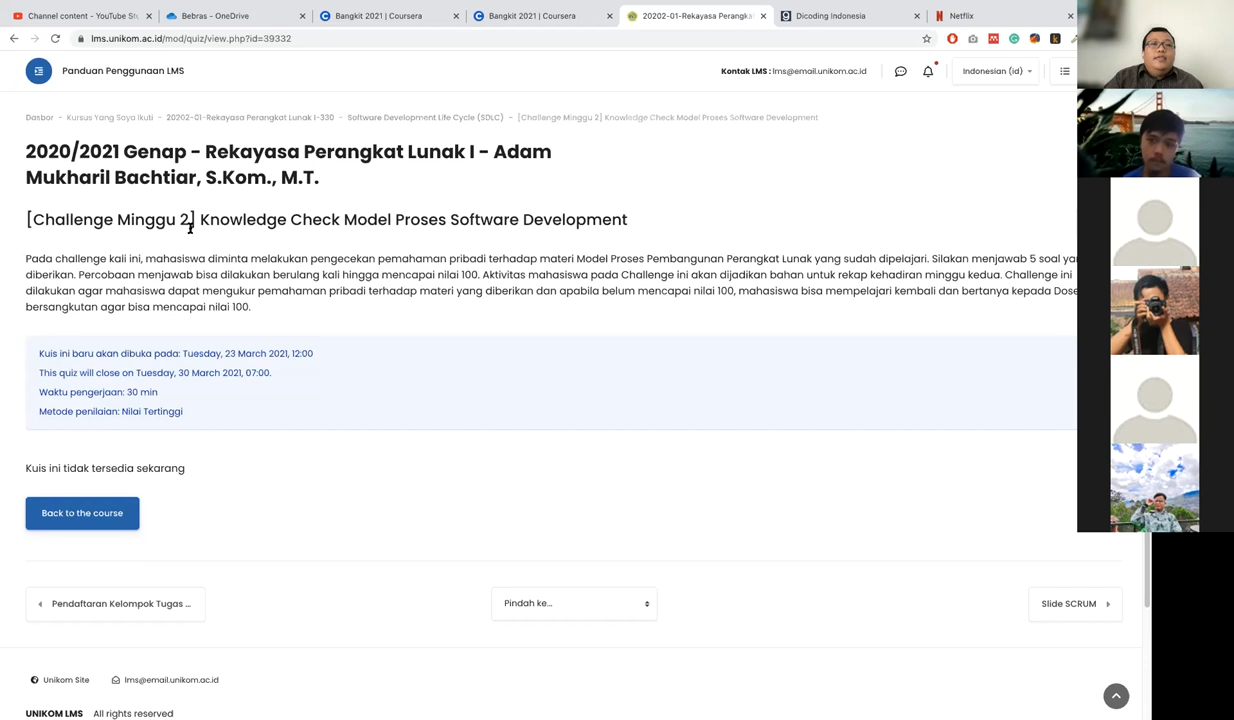 Channel content - YouTube Stu
Bebras - OneDrive
Bangkit 2021 | Coursera
Bangkit 2021 | Coursera
20202-01-Rekayasa Perangkat
Dicoding Indonesia
Netflix
lms.unikom.ac.id/mod/quiz/view.php?id=39332
Panduan Penggunaan LMS
Kontak LMS : lms@email.unikom.ac.id
Indonesian (id)
Dasbor - Kursus Yang Saya Ikuti - 20202-01-Rekayasa Perangkat Lunak I-330 - Software Development Life Cycle (SDLC) - [Challenge Minggu 2] Knowledge Check Model Proses Software Development
2020/2021 Genap - Rekayasa Perangkat Lunak I - Adam
Mukharil Bachtiar, S.Kom., M.T.
[Challenge Minggu 2] Knowledge Check Model Proses Software Development
Pada challenge kali ini, mahasiswa diminta melakukan pengecekan pemahaman pribadi terhadap materi Model Proses Pembangunan Perangkat Lunak yang sudah dipelajari. Silakan menjawab 5 soal yan
diberikan. Percobaan menjawab bisa dilakukan berulang kali hingga mencapai nilai 100. Aktivitas mahasiswa pada Challenge ini akan dijadikan bahan untuk rekap kehadiran minggu kedua. Challenge ini
dilakukan agar mahasiswa dapat mengukur pemahaman pribadi terhadap materi yang diberikan dan apabila belum mencapai nilai 100, mahasiswa bisa mempelajari kembali dan bertanya kepada Dose
bersangkutan agar bisa mencapai nilai 100.
Kuis ini baru akan dibuka pada: Tuesday, 23 March 2021, 12:00
This quiz will close on Tuesday, 30 March 2021, 07:00.
Waktu pengerjaan: 30 min
Metode penilaian: Nilai Tertinggi
Kuis ini tidak tersedia sekarang
Back to the course
Pendaftaran Kelompok Tugas ...
Pindah ke...
Slide SCRUM
Unikom Site
lms@email.unikom.ac.id
UNIKOM LMS All rights reserved